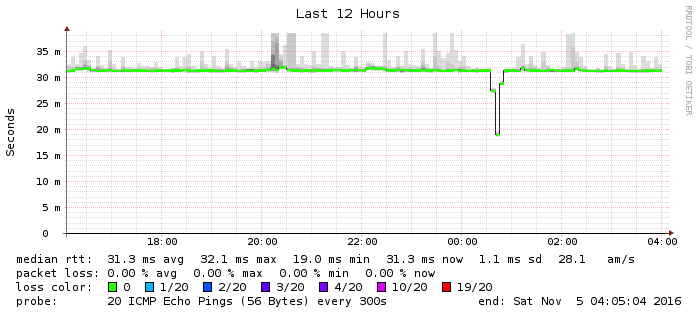 Last 12 Hours
RRDTOOL / TOBI OETIKER
Seconds
35 m
30 m
25 m
20 m
15 m
10 m
5 m
0
18:00 20:00 22:00 00:00 02:00 04:00
median rtt: 31.3 ms avg 32.1 ms max 19.0 ms min 31.3 ms now 1.1 ms sd 28.1 am/s
packet loss: 0.00 % avg 0.00 % max 0.00 % min 0.00 % now
loss color: 0 1/20 2/20 3/20 4/20 10/20 19/20
probe: 20 ICMP Echo Pings (56 Bytes) every 300s end: Sat Nov 5 04:05:04 2016